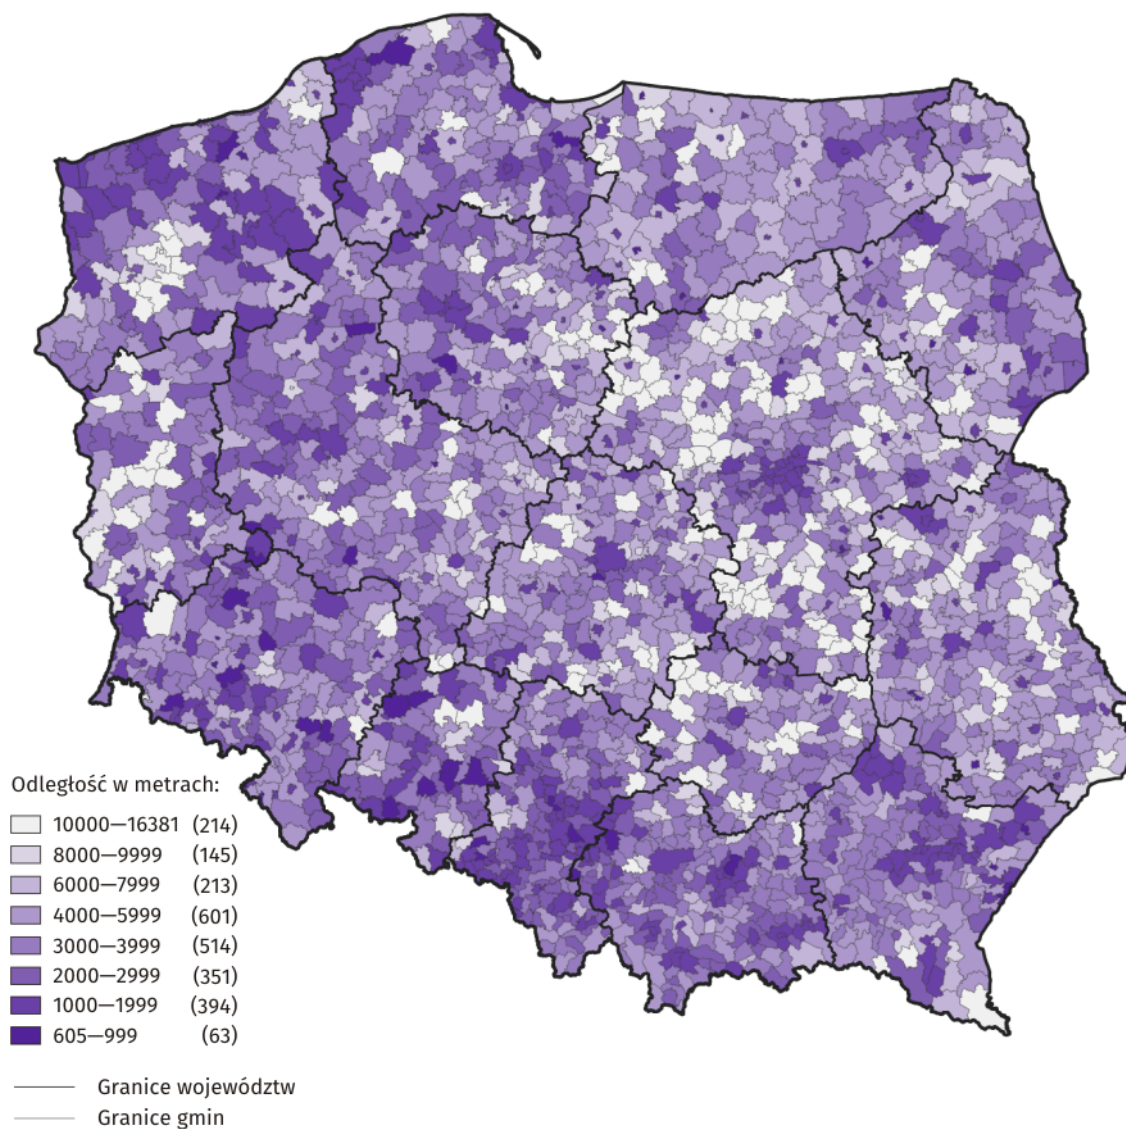 Odległość w metrach:
10000—16381 (214)
8000—9999 (145)
6000—7999 (213)
4000—5999 (601)
3000—3999 (514)
2000—2999 (351)
1000—1999 (394)
605—999 (63)
Granice województw
Granice gmin